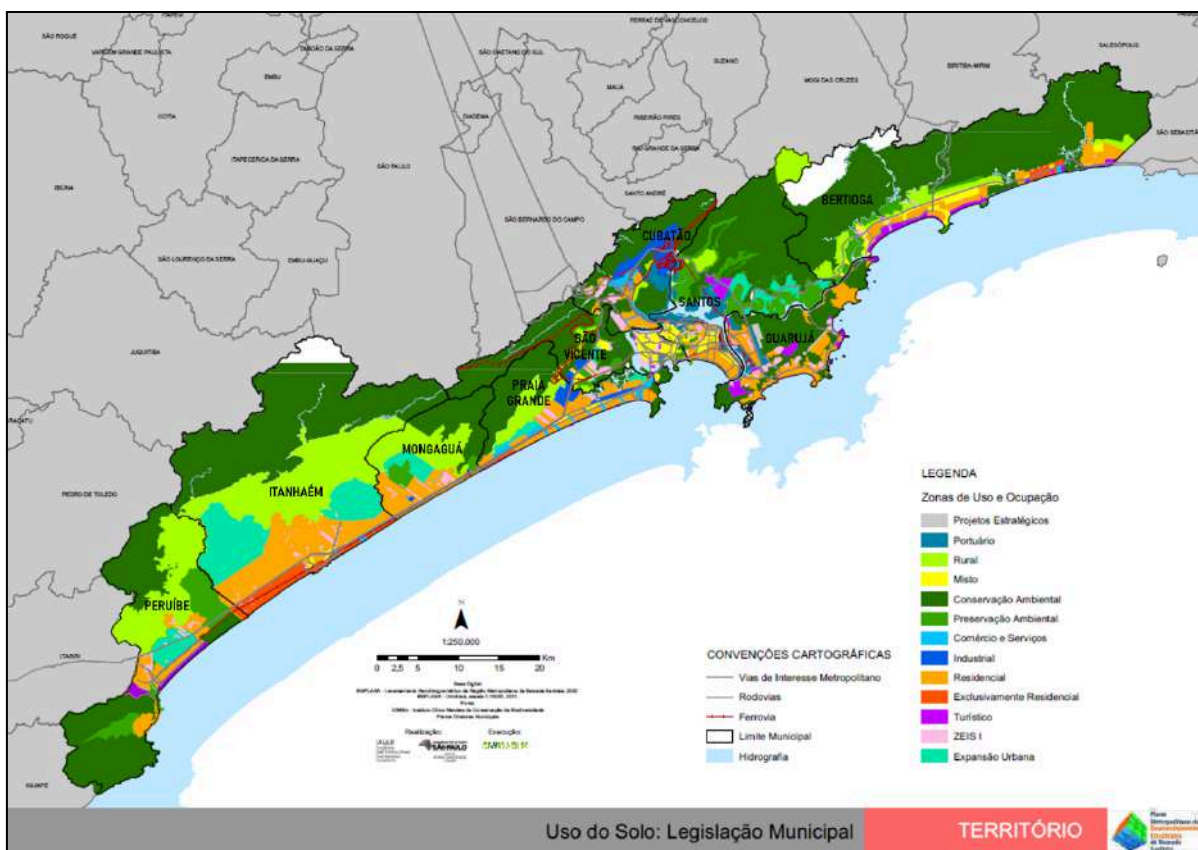 SÃO ROQUE
VARGEM GRANDE PAULISTA
TABOÃO DA SERRA
COTIA
EMBU
ITAPECERICA DA SERRA
IBIÚNA
SÃO LOURENÇO DA SERRA
EMBU-GUAÇU
JUQUITIBA
PEDRO DE TOLEDO
ITARIRI
IGUAPE
SÃO PAULO
DIADEMA
SÃO CAETANO DO SUL
SÃO BERNARDO DO CAMPO
SANTO ANDRÉ
MAUÁ
RIBEIRÃO PIRES
RIO GRANDE DA SERRA
FERRAZ DE VASCONCELOS
SUZANO
MOGI DAS CRUZES
BIRITIBA-MIRIM
SALESÓPOLIS
SÃO SEBASTIÃO
BERTIOGA
CUBATÃO
SANTOS
GUARUJÁ
SÃO
VICENTE
PRAIA
GRANDE
MONGAGUÁ
ITANHAÉM
PERUÍBE
N
1:250.000
0 2,5 5 10 15 20
Km
Realização:
Execução:
SÃO PAULO
CONVENÇÕES CARTOGRÁFICAS
Vias de Interesse Metropolitano
Rodovias
Ferrovia
Limite Municipal
Hidrografia
LEGENDA
Zonas de Uso e Ocupação
Projetos Estratégicos
Portuário
Rural
Misto
Conservação Ambiental
Preservação Ambiental
Comércio e Serviços
Industrial
Residencial
Exclusivamente Residencial
Turístico
ZEIS I
Expansão Urbana
Uso do Solo: Legislação Municipal
TERRITÓRIO